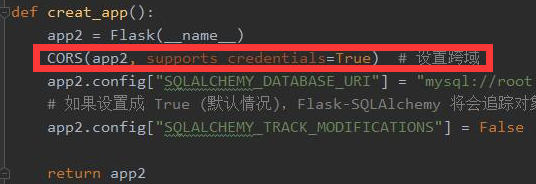 def creat_app():
app2 = Flask(__name__)
CORS(app2, supports_credentials=True) # 设置跨域
app2.config["SQLALCHEMY_DATABASE_URI"] = "mysql://root
# 如果设置成 True (默认情况)，Flask-SQLAlchemy 将会追踪对象
app2.config["SQLALCHEMY_TRACK_MODIFICATIONS"] = False
return app2